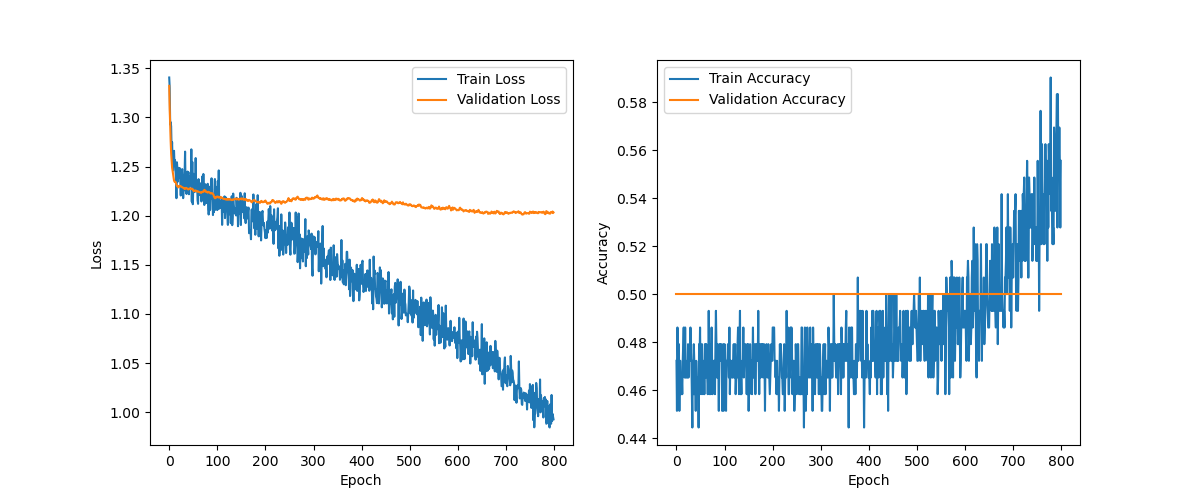 Train Loss
Validation Loss
1.35
1.30
1.25
1.20
1.15
1.10
1.05
1.00
Loss
0 100 200 300 400 500 600 700 800
Epoch
Train Accuracy
Validation Accuracy
0.58
0.56
0.54
0.52
0.50
0.48
0.46
0.44
Accuracy
0 100 200 300 400 500 600 700 800
Epoch